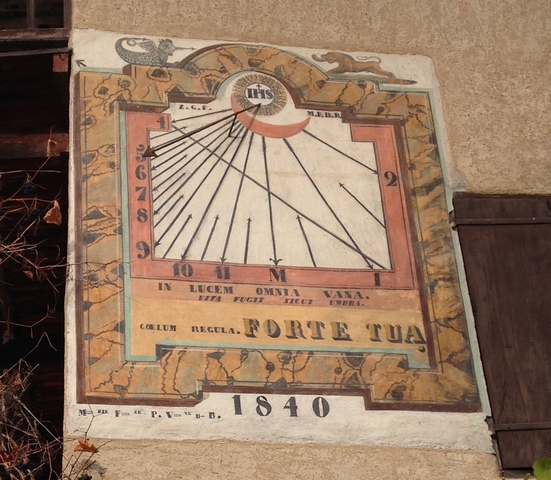 IHS
Z. G. F.
M. F. D. R.
4
5
6
7
8
9
10
11
M
1
2
IN LUCEM OMNIA VANA.
VITA FUGIT SICUT UMBRA.
CŒLUM REGULA. FORTE TUA
1840
P. V=